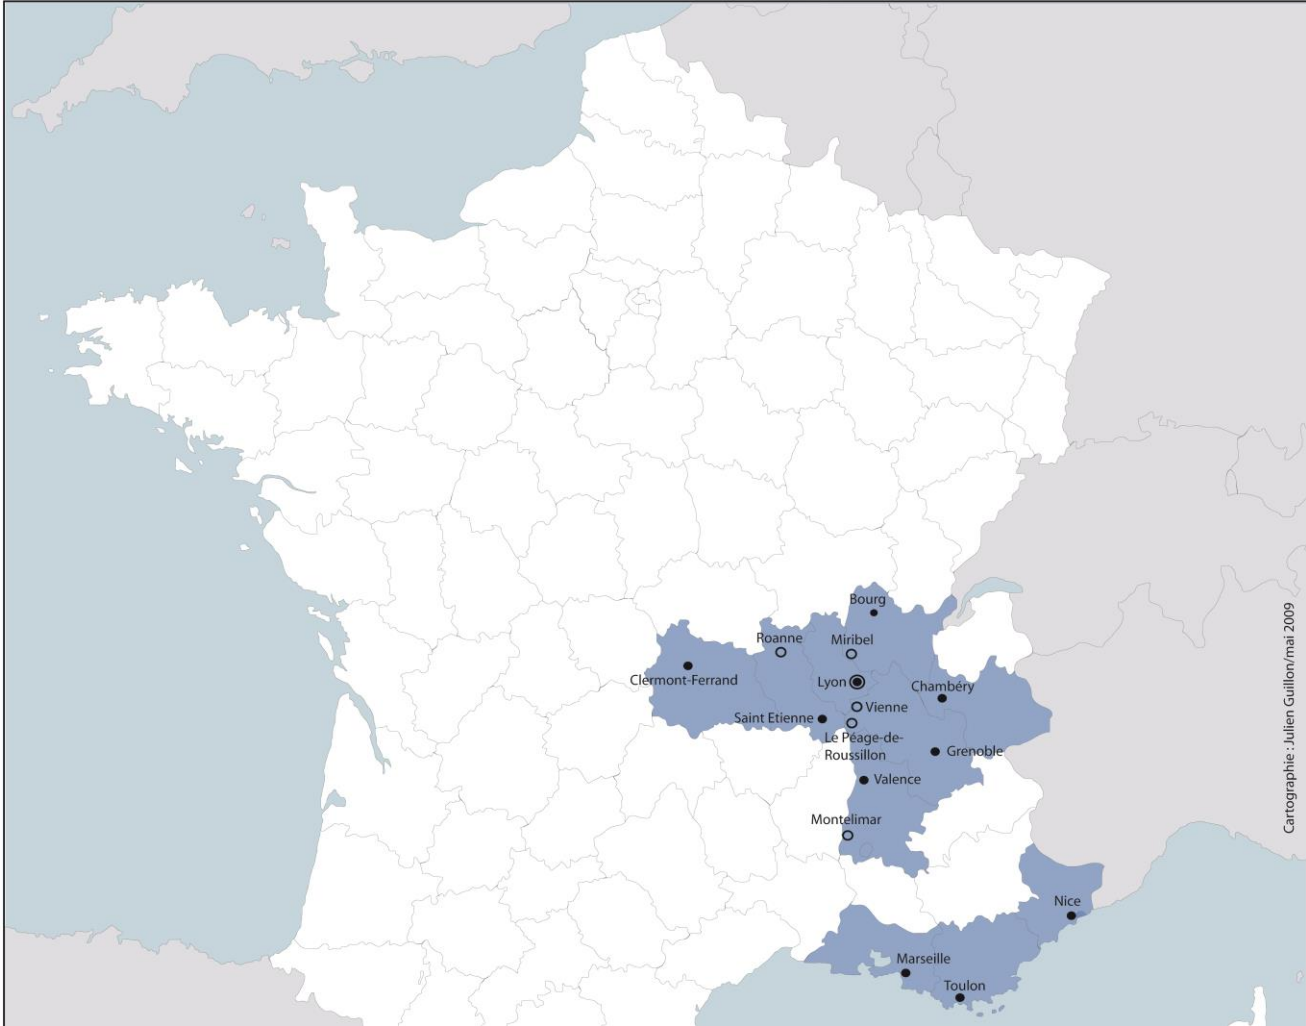 Bourg
Roanne
Miribel
Clermont-Ferrand
Lyon
Chambéry
Vienne
Saint Etienne
Le Péage-de-
Roussillon
Grenoble
Valence
Montelimar
Nice
Marseille
Toulon
Cartographie : Julien Guillon/mai 2009